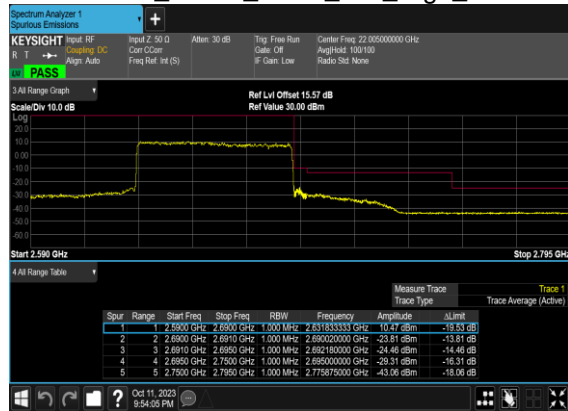 Spectrum Analyzer 1
Spurious Emissions
+
KEYSIGHT Input: RF Input Z: 50 Ω Atten: 30 dB Trig: Free Run Center Freq: 22.005000000 GHz
R T Coupling: DC Corr CCorr Gate: Off Avg|Hold: 100/100
Align: Auto Freq Ref: Int (S) IF Gain: Low Radio Std: None
PASS
3 All Range Graph
Ref Lvl Offset 15.57 dB
Scale/Div 10.0 dB Ref Value 30.00 dBm
Log
20.0
10.0
0.00
-10.0
-20.0
-30.0
-40.0
-50.0
-60.0
Start 2.590 GHz Stop 2.795 GHz
4 All Range Table
Measure Trace Trace 1
Trace Type Trace Average (Active)
Spur Range Start Freq Stop Freq RBW Frequency Amplitude ΔLimit
1 1 2.5900 GHz 2.6900 GHz 1.000 MHz 2.631833333 GHz 10.47 dBm -19.53 dB
2 2 2.6900 GHz 2.6910 GHz 1.000 MHz 2.690020000 GHz -23.81 dBm -13.81 dB
3 3 2.6910 GHz 2.6950 GHz 1.000 MHz 2.692180000 GHz -24.46 dBm -14.46 dB
4 4 2.6950 GHz 2.7500 GHz 1.000 MHz 2.695000000 GHz -29.31 dBm -16.31 dB
5 5 2.7500 GHz 2.7950 GHz 1.000 MHz 2.775875000 GHz -43.06 dBm -18.06 dB
? Oct 11, 2023
9:54:05 PM